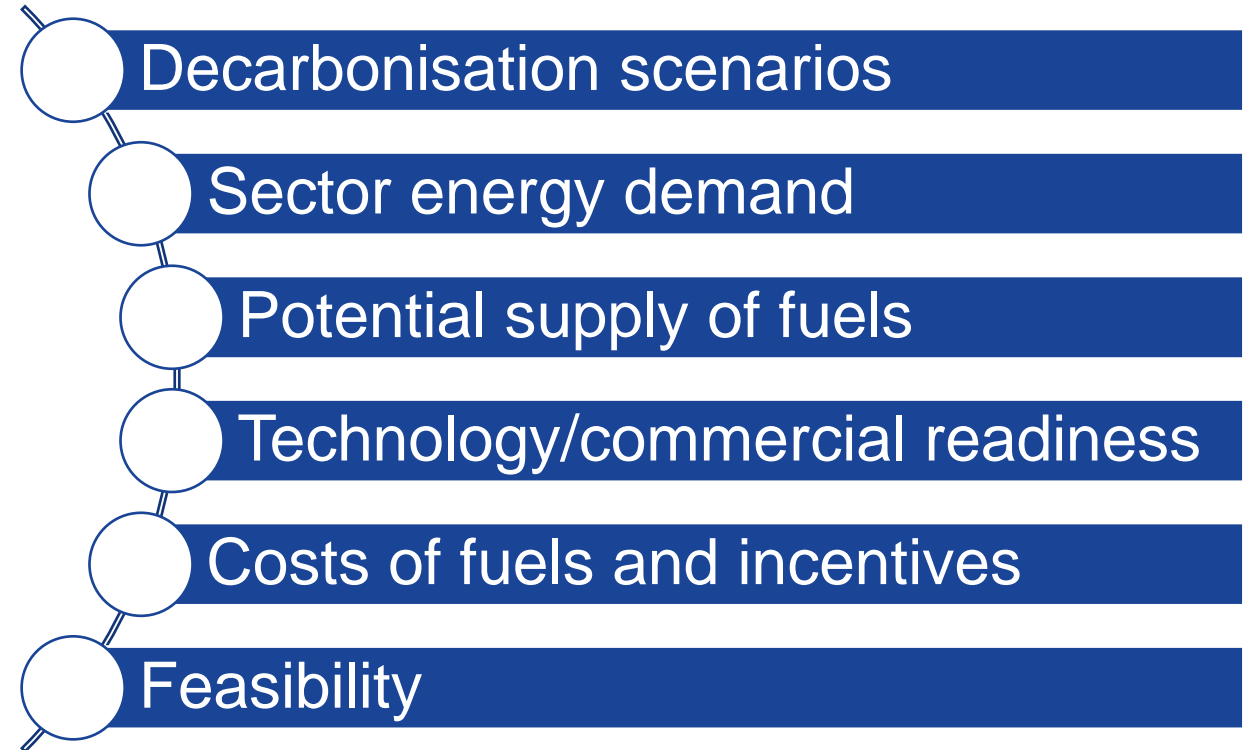 Decarbonisation scenarios
Sector energy demand
Potential supply of fuels
Technology/commercial readiness
Costs of fuels and incentives
Feasibility